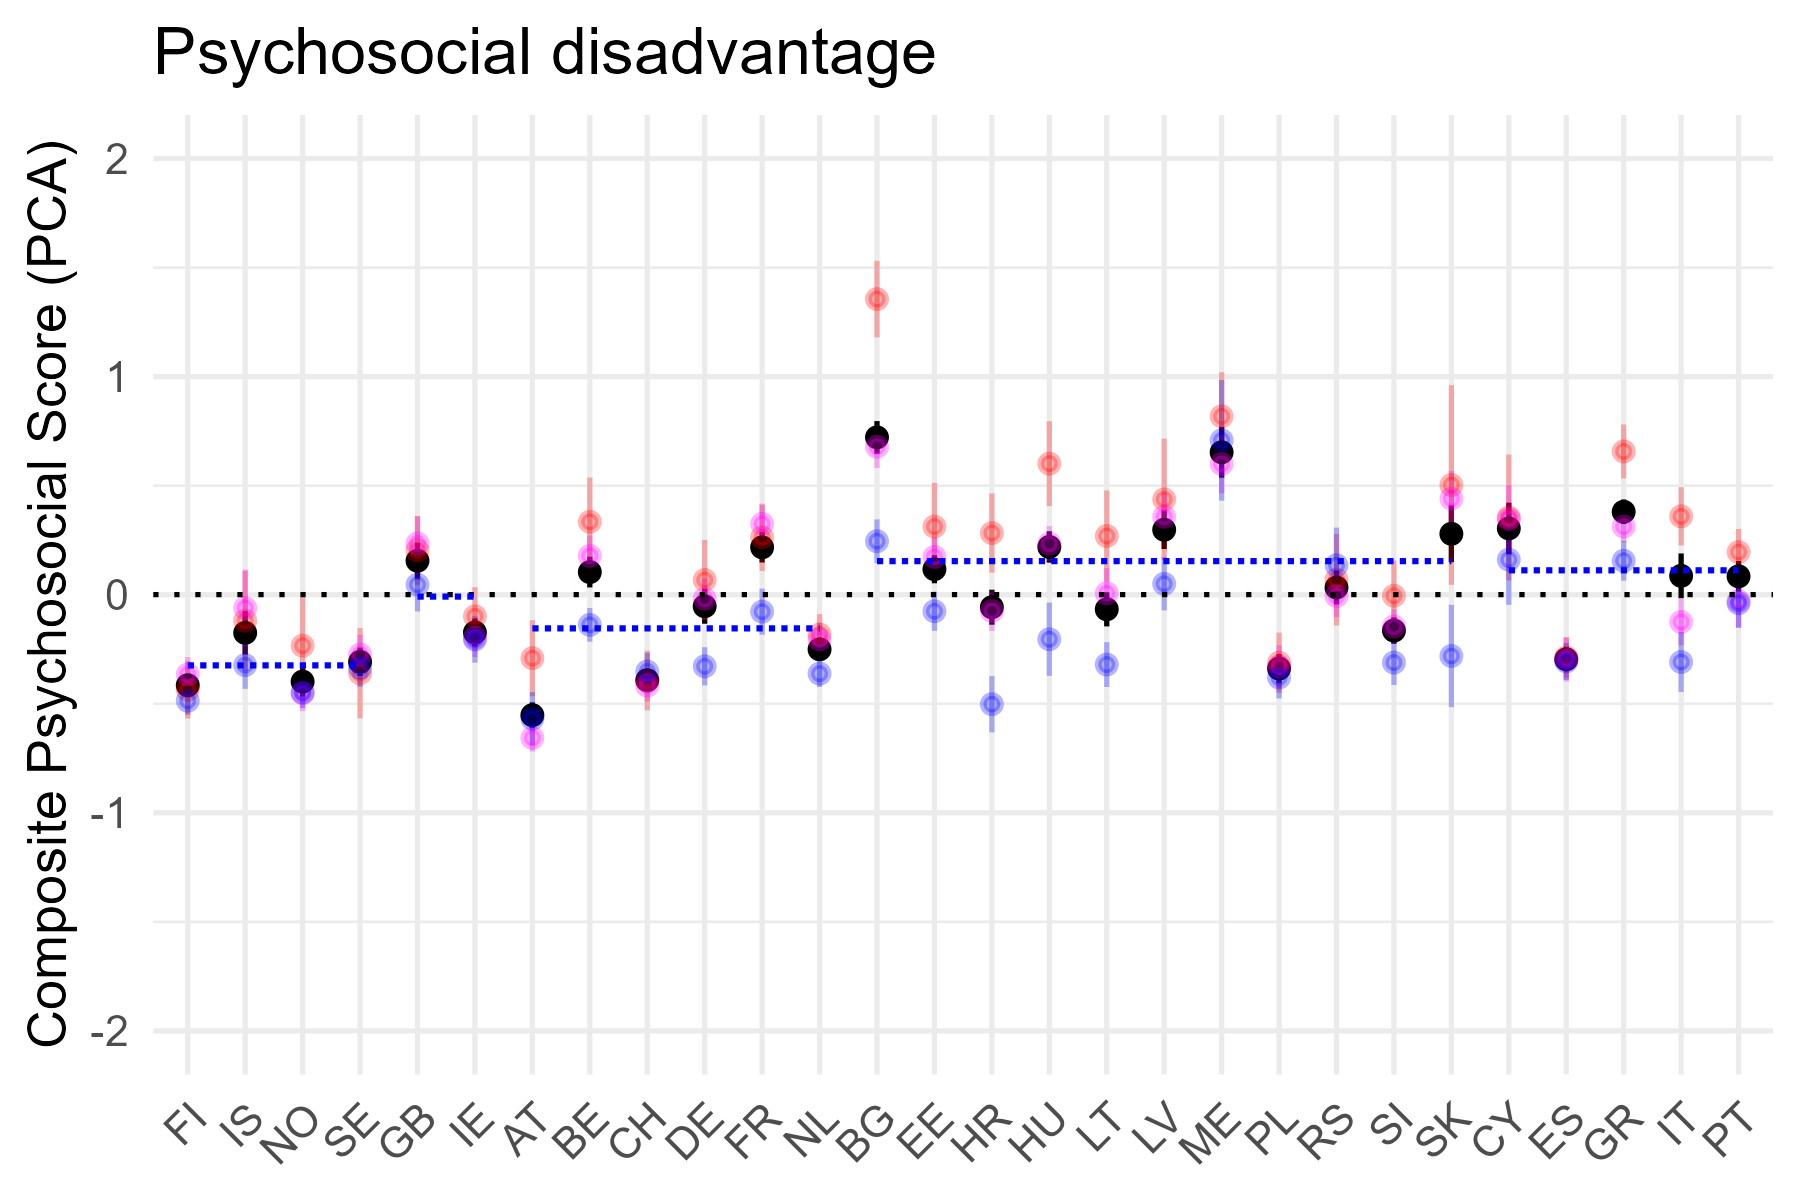 Psychosocial disadvantage
Composite Psychosocial Score (PCA)
2
1
0
-1
-2
FI
IS
NO
SE
GB
IE
AT
BE
CH
DE
FR
NL
BG
EE
HR
HU
LT
LV
ME
PL
RS
SI
SK
CY
ES
GR
IT
PT